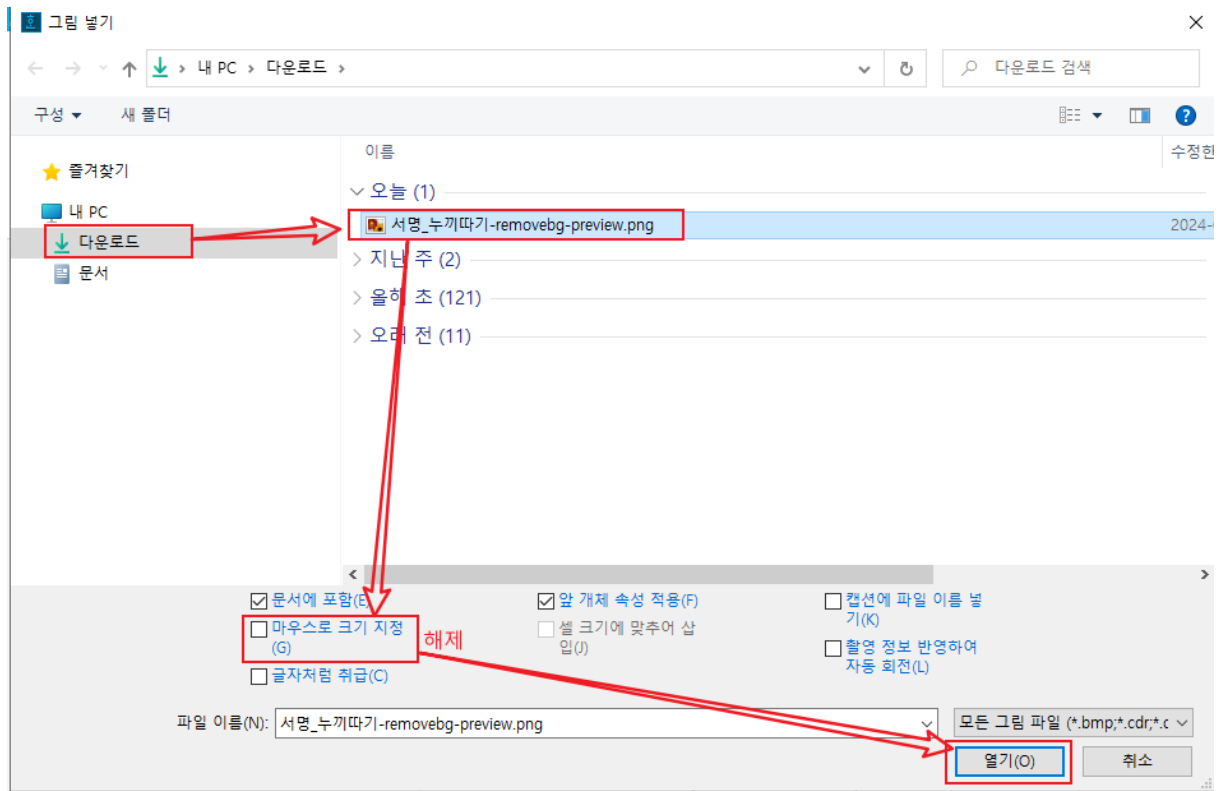 그림 넣기
내 PC > 다운로드 >
다운로드 검색
구성
새 폴더
이름
수정한
즐겨찾기
내 PC
다운로드
문서
오늘 (1)
서명_누끼따기-removebg-preview.png
2024-
지난 주 (2)
올해 초 (121)
오래 전 (11)
문서에 포함(E)
앞 개체 속성 적용(F)
캡션에 파일 이름 넣
기(K)
마우스로 크기 지정
(G)
해제
셀 크기에 맞추어 삽
입(J)
촬영 정보 반영하여
자동 회전(L)
글자처럼 취급(C)
파일 이름(N):
서명_누끼따기-removebg-preview.png
모든 그림 파일 (*.bmp;*.cdr;*.c
열기(O)
취소